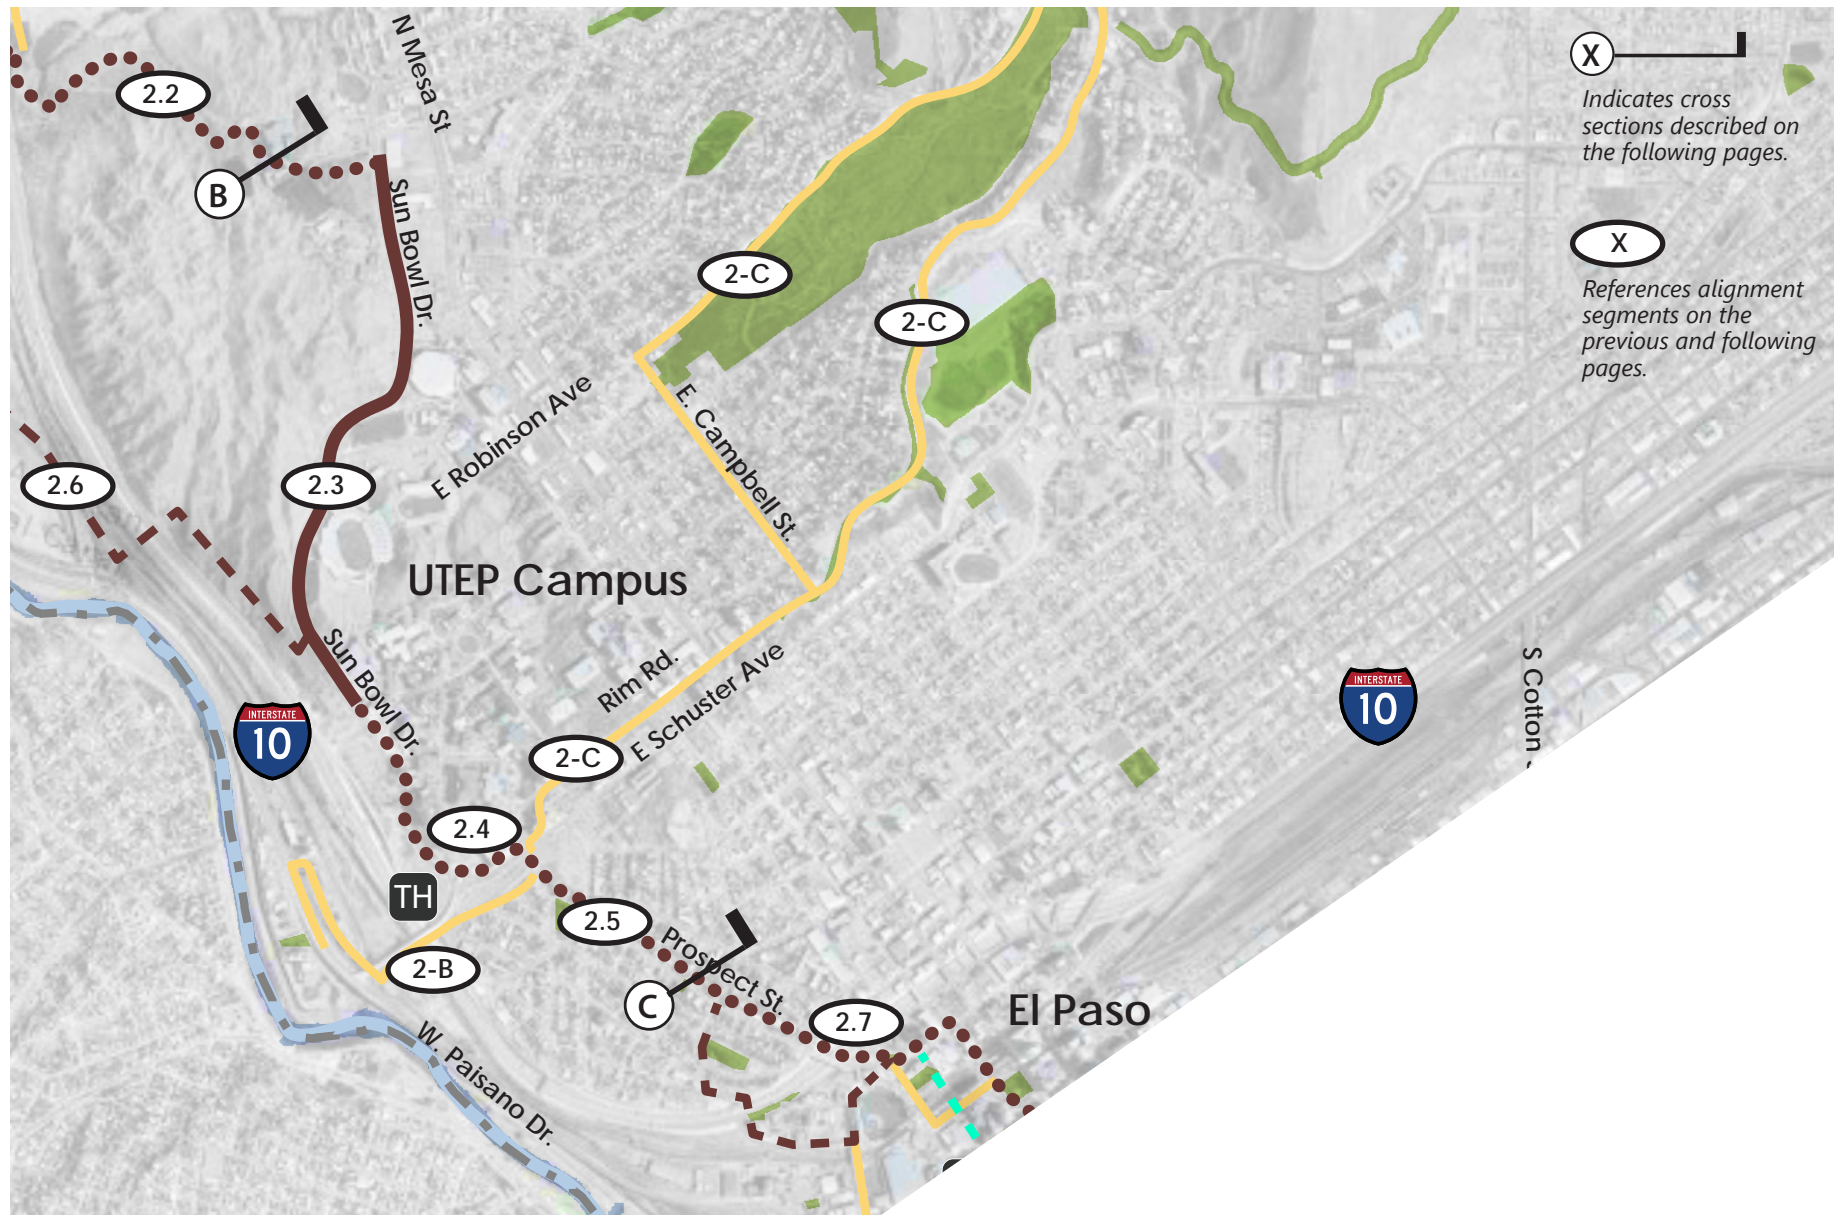 N Mesa St
2.2
B
Sun Bowl Dr.
2-C
2-C
X
Indicates cross
sections described on
the following pages.
X
References alignment
segments on the
previous and following
pages.
E Robinson Ave
E. Campbell St.
2.6
2.3
UTEP Campus
Sun Bowl Dr.
Rim Rd.
E Schuster Ave
INTERSTATE
10
INTERSTATE
10
S Cotton
2-C
2.4
TH
2.5
2-B
Prospect St.
C
2.7
El Paso
W. Paisano Dr.